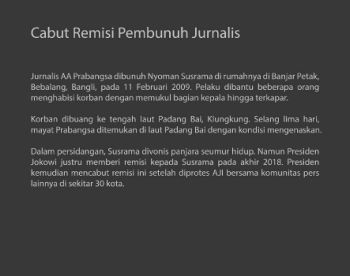 Cabut Remisi Pembunuh Jurnalis
Jurnalis AA Prabangsa dibunuh Nyoman Susrama di rumahnya di Banjar Petak,
Bebalang, Bangli, pada 11 Februari 2009. Pelaku dibantu beberapa orang
menghabisi korban dengan memukul bagian kepala hingga terkapar.
Korban dibuang ke tengah laut Padang Bai, Klungkung. Selang lima hari,
mayat Prabangsa ditemukan di laut Padang Bai dengan kondisi mengenaskan.
Dalam persidangan, Susrama divonis panjara seumur hidup. Namun Presiden
Jokowi justru memberi remisi kepada Susrama pada akhir 2018. Presiden
kemudian mencabut remisi ini setelah diprotes AJI bersama komunitas pers
lainnya di sekitar 30 kota.